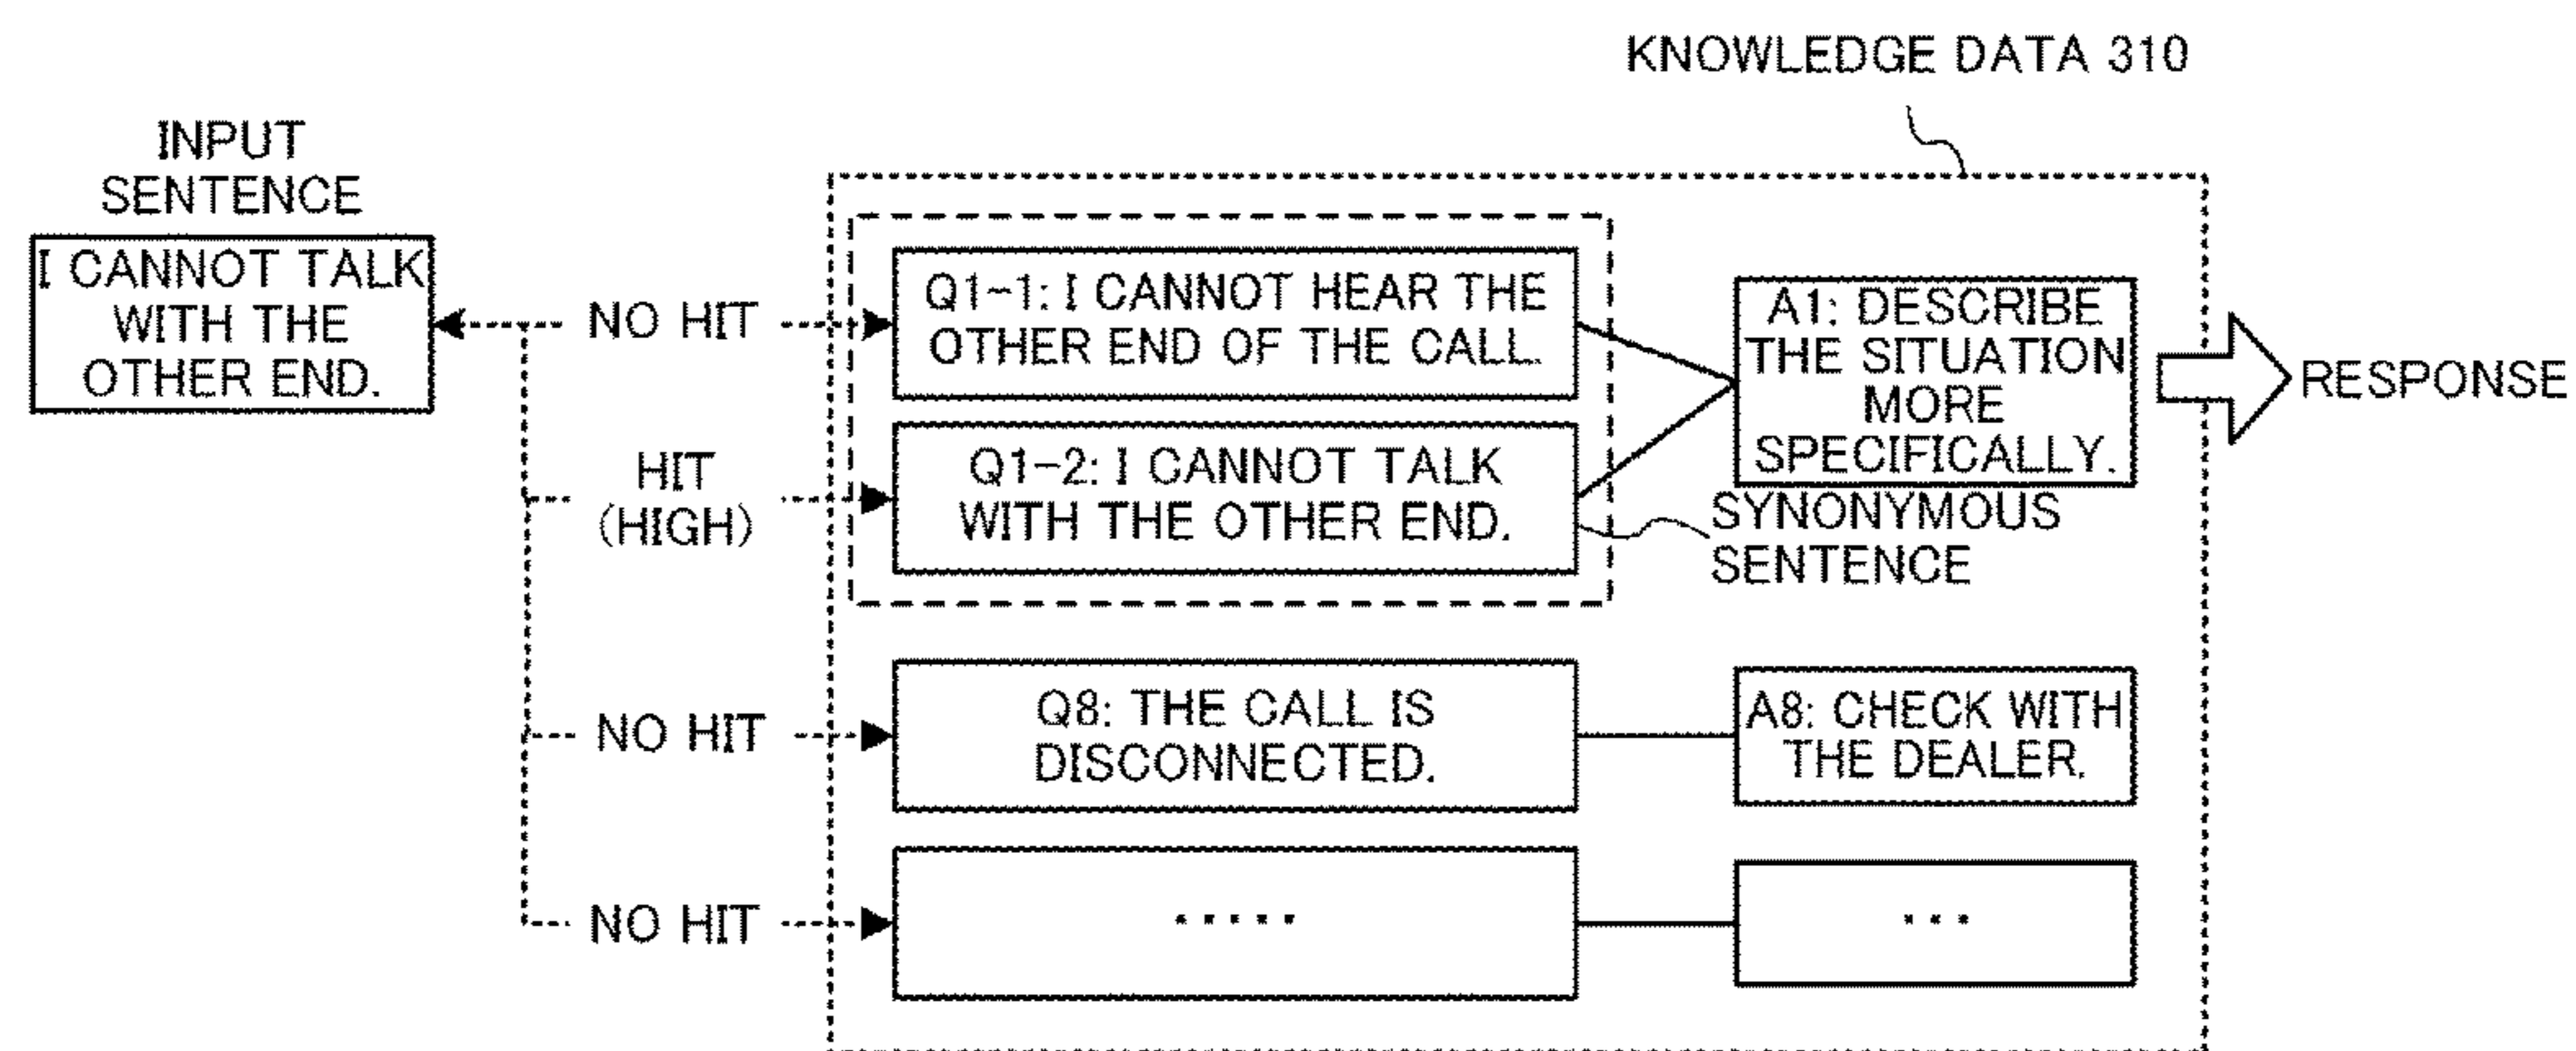 KNOWLEDGE DATA 310
INPUT
SENTENCE
I CANNOT TALK
WITH THE
OTHER END.
NO HIT
Q1-1: I CANNOT HEAR THE
OTHER END OF THE CALL.
A1: DESCRIBE
THE SITUATION
MORE
SPECIFICALLY.
RESPONSE
HIT
(HIGH)
Q1-2: I CANNOT TALK
WITH THE OTHER END.
SYNONYMOUS
SENTENCE
NO HIT
Q8: THE CALL IS
DISCONNECTED.
A8: CHECK WITH
THE DEALER.
NO HIT
.....
...